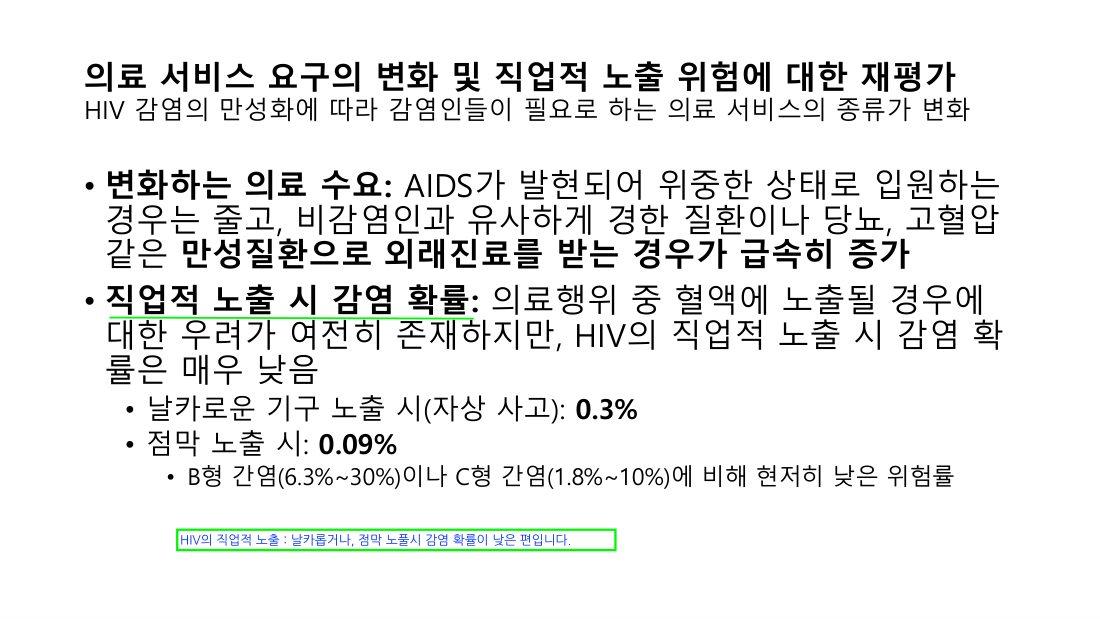 의료 서비스 요구의 변화 및 직업적 노출 위험에 대한 재평가
HIV 감염의 만성화에 따라 감염인들이 필요로 하는 의료 서비스의 종류가 변화
• 변화하는 의료 수요: AIDS가 발현되어 위중한 상태로 입원하는
경우는 줄고, 비감염인과 유사하게 경한 질환이나 당뇨, 고혈압
같은 만성질환으로 외래진료를 받는 경우가 급속히 증가
• 직업적 노출 시 감염 확률: 의료행위 중 혈액에 노출될 경우에
대한 우려가 여전히 존재하지만, HIV의 직업적 노출 시 감염 확
률은 매우 낮음
• 날카로운 기구 노출 시(자상 사고): 0.3%
• 점막 노출 시: 0.09%
• B형 간염(6.3%~30%)이나 C형 간염(1.8%~10%)에 비해 현저히 낮은 위험률
HIV의 직업적 노출 : 날카롭거나, 점막 노풀시 감염 확률이 낮은 편입니다.